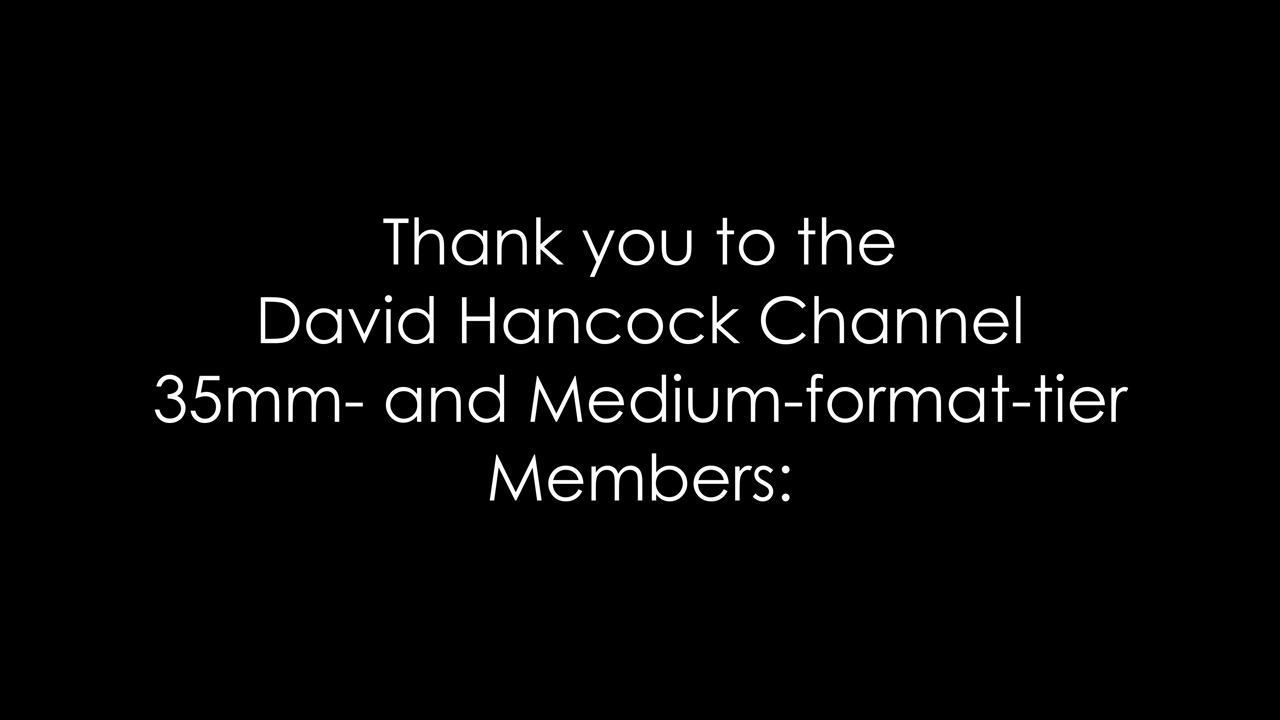 Thank you to the
David Hancock Channel
35mm- and Medium-format-tier
Members: